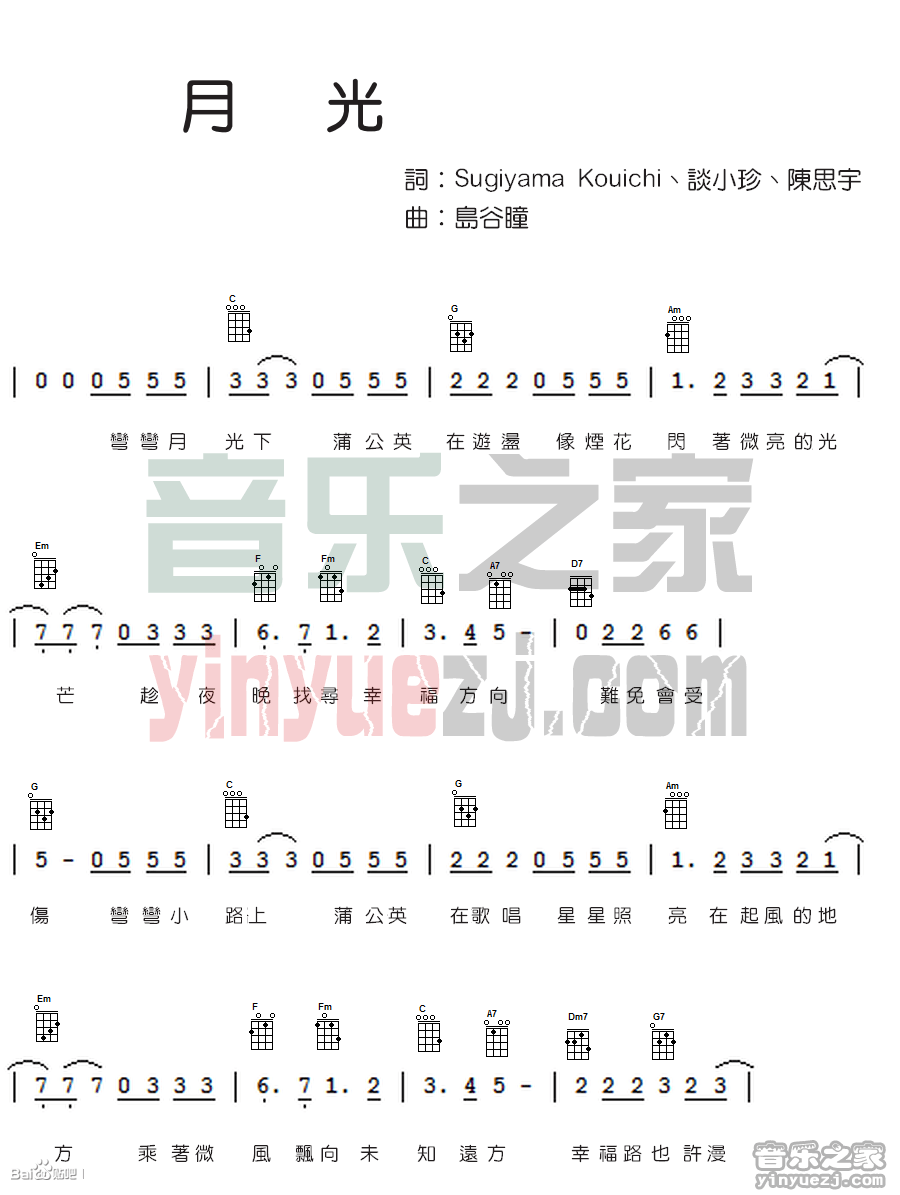 月 光
詞：Sugiyama Kouichi、談小珍、陳思宇
曲：島谷瞳
C G Am
| 0 0 0 5 5 5 | 3 3 3 0 5 5 5 | 2 2 2 0 5 5 5 | 1. 2 3 3 2 1 |
彎彎月 光下 蒲公英 在遊盪 像煙花 閃 著微亮的光
音乐之家
Em F Fm C A7 D7
| 7 7 7 0 3 3 3 | 6. 7 1. 2 | 3. 4 5 - | 0 2 2 6 6 |
yinyuezj.com
芒 趁 夜 晚找尋幸 福方向 難免會受
G C G Am
| 5 - 0 5 5 5 | 3 3 3 0 5 5 5 | 2 2 2 0 5 5 5 | 1. 2 3 3 2 1 |
傷 彎彎小 路上 蒲公英 在歌唱 星星照 亮 在起風的地
Em F Fm C A7 Dm7 G7
| 7 7 7 0 3 3 3 | 6. 7 1. 2 | 3. 4 5 - | 2 2 2 3 2 3 |
方 乘著微 風飄向未 知遠方 幸福路也許漫
Bai 贴吧
音乐之家
yinyuezj.com